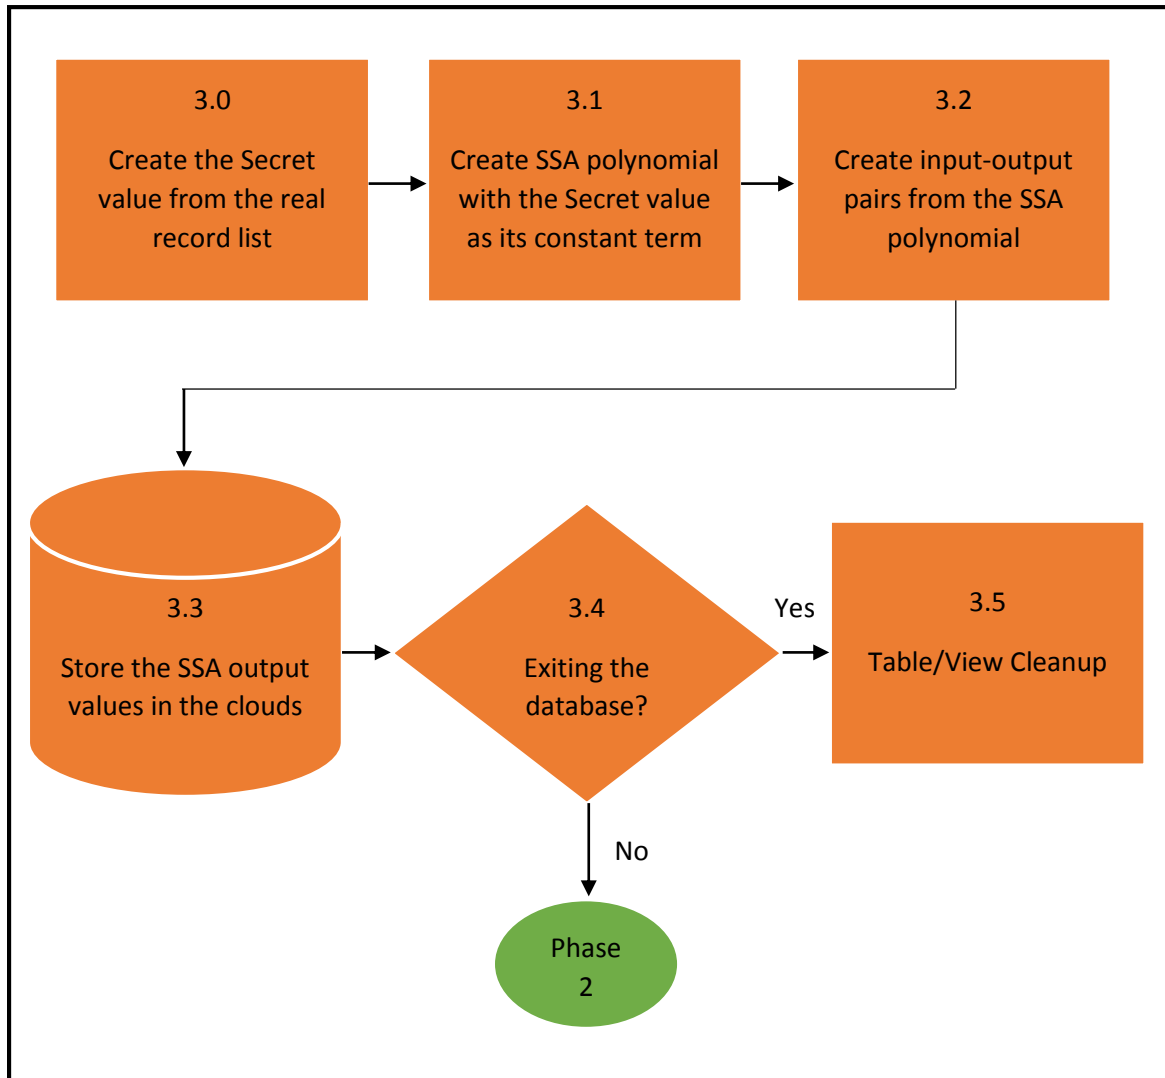 3.0
Create the Secret
value from the real
record list
3.1
Create SSA polynomial
with the Secret value
as its constant term
3.2
Create input-output
pairs from the SSA
polynomial
3.3
Store the SSA output
values in the clouds
3.4
Exiting the
database?
Yes
3.5
Table/View Cleanup
No
Phase
2